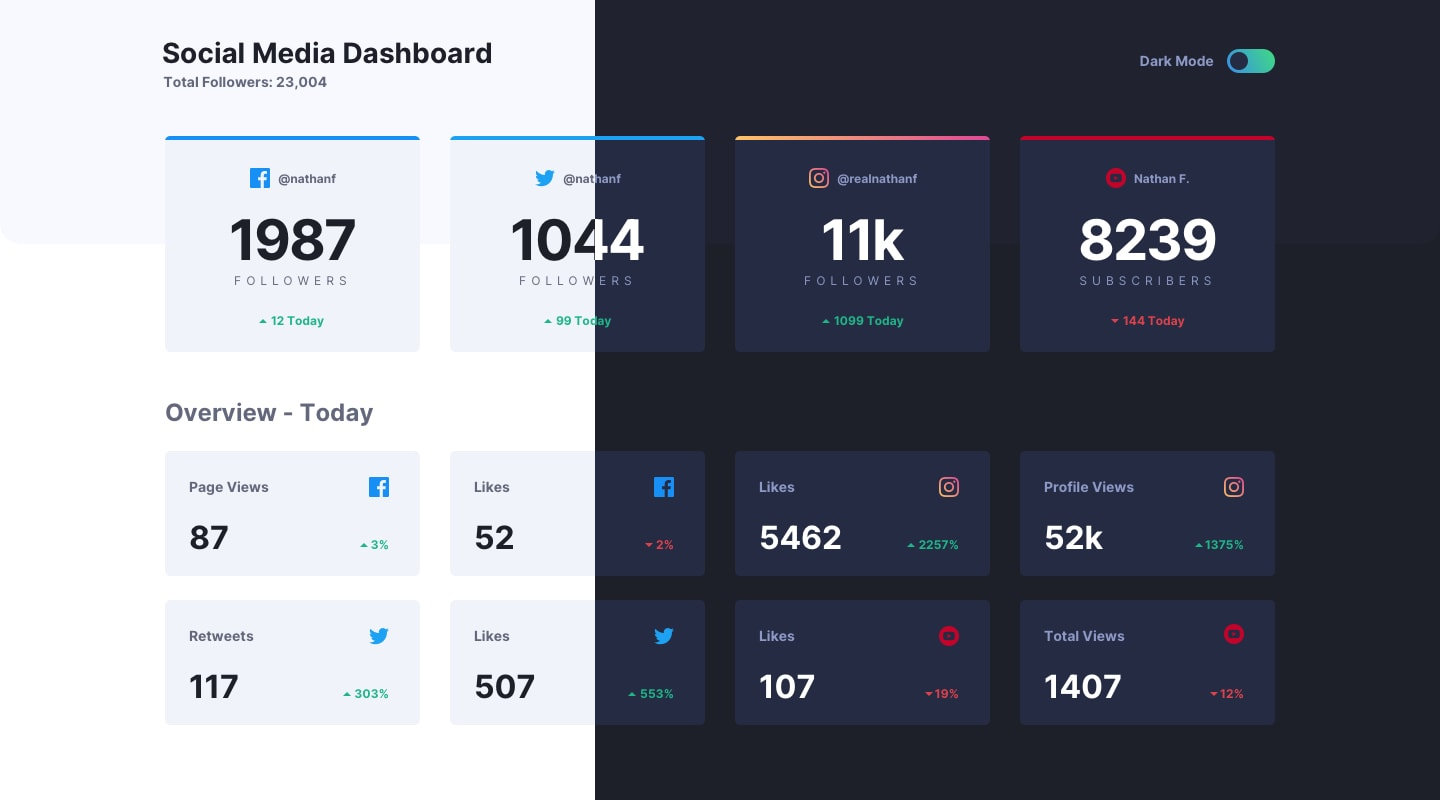 Social Media Dashboard
Total Followers: 23,004
Dark Mode
@nathanf
1987
FOLLOWERS
12 Today
@nathanf
1044
FOLLOWERS
99 Today
@realnathanf
11k
FOLLOWERS
1099 Today
Nathan F.
8239
SUBSCRIBERS
144 Today
Overview - Today
Page Views
87
3%
Likes
52
2%
Likes
5462
2257%
Profile Views
52k
1375%
Retweets
117
303%
Likes
507
553%
Likes
107
19%
Total Views
1407
12%